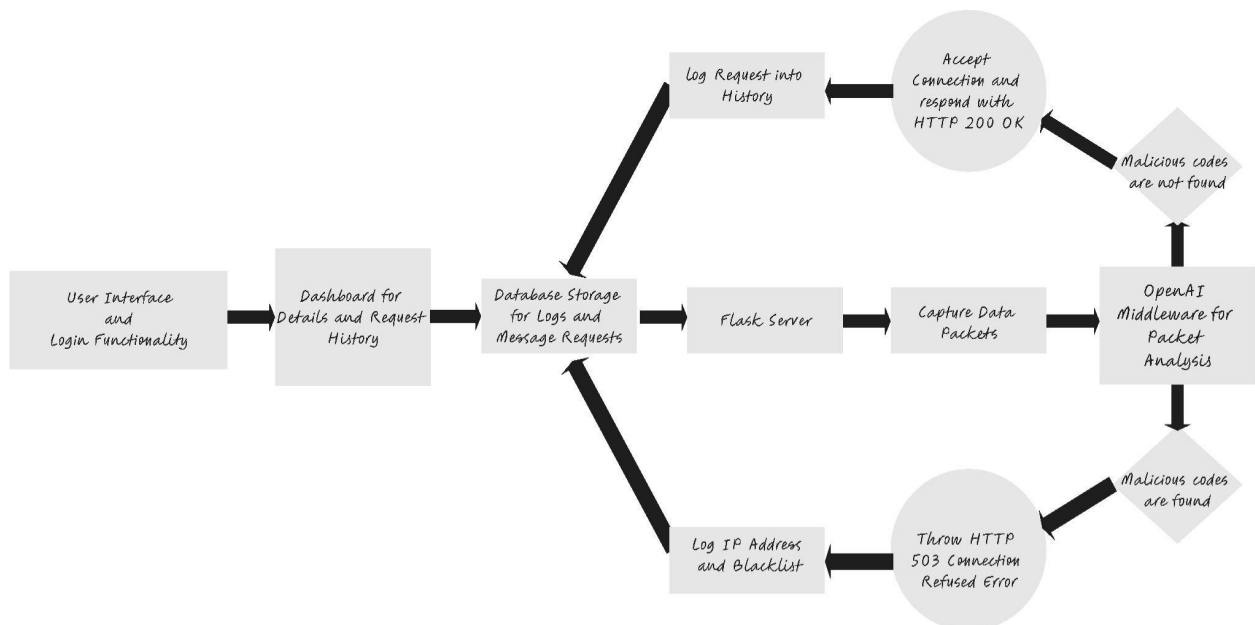 User Interface
and
Login Functionality
Dashboard for
Details and Request
History
Database Storage
for Logs and
Message Requests
Flask Server
Capture Data
Packets
OpenAI
Middleware for
Packet
Analysis
Malicious codes
are not found
Accept
Connection and
respond with
HTTP 200 OK
Log Request into
History
Malicious codes
are found
Throw HTTP
503 Connection
Refused Error
Log IP Address
and Blacklist